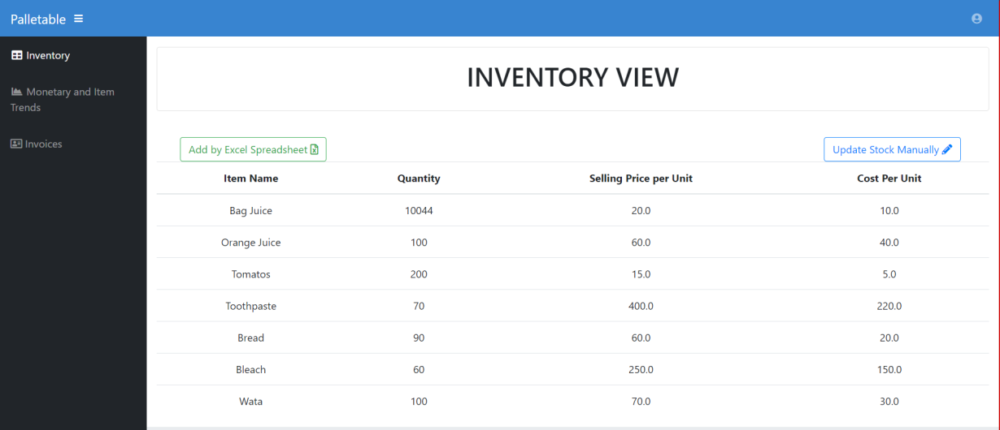 Palletable
Inventory
Monetary and Item
Trends
Invoices
INVENTORY VIEW
Add by Excel Spreadsheet
Update Stock Manually
Item Name Quantity Selling Price per Unit Cost Per Unit
Bag Juice 10044 20.0 10.0
Orange Juice 100 60.0 40.0
Tomatos 200 15.0 5.0
Toothpaste 70 400.0 220.0
Bread 90 60.0 20.0
Bleach 60 250.0 150.0
Wata 100 70.0 30.0